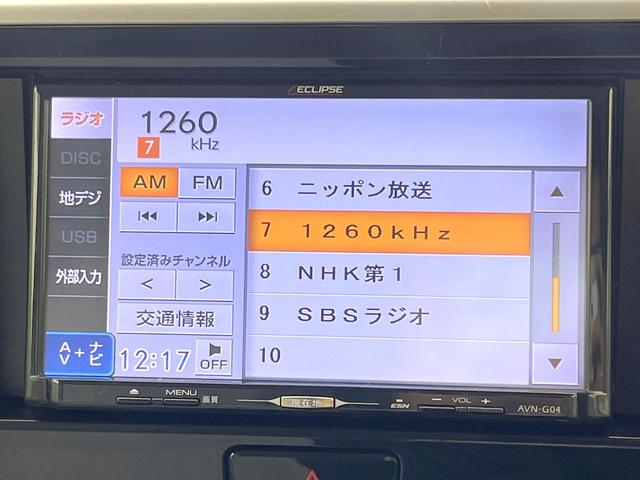 ECLIPSE
ラジオ
DISC
地デジ
USB
外部入力
AV+ナビ
1260
7 kHz
AM FM
設定済みチャンネル
< >
交通情報
12:17 OFF
6 ニッポン放送
7 1260kHz
8 NHK第1
9 SBSラジオ
10
MENU 画質
現在地
ESN
− VOL +
AVN-G04